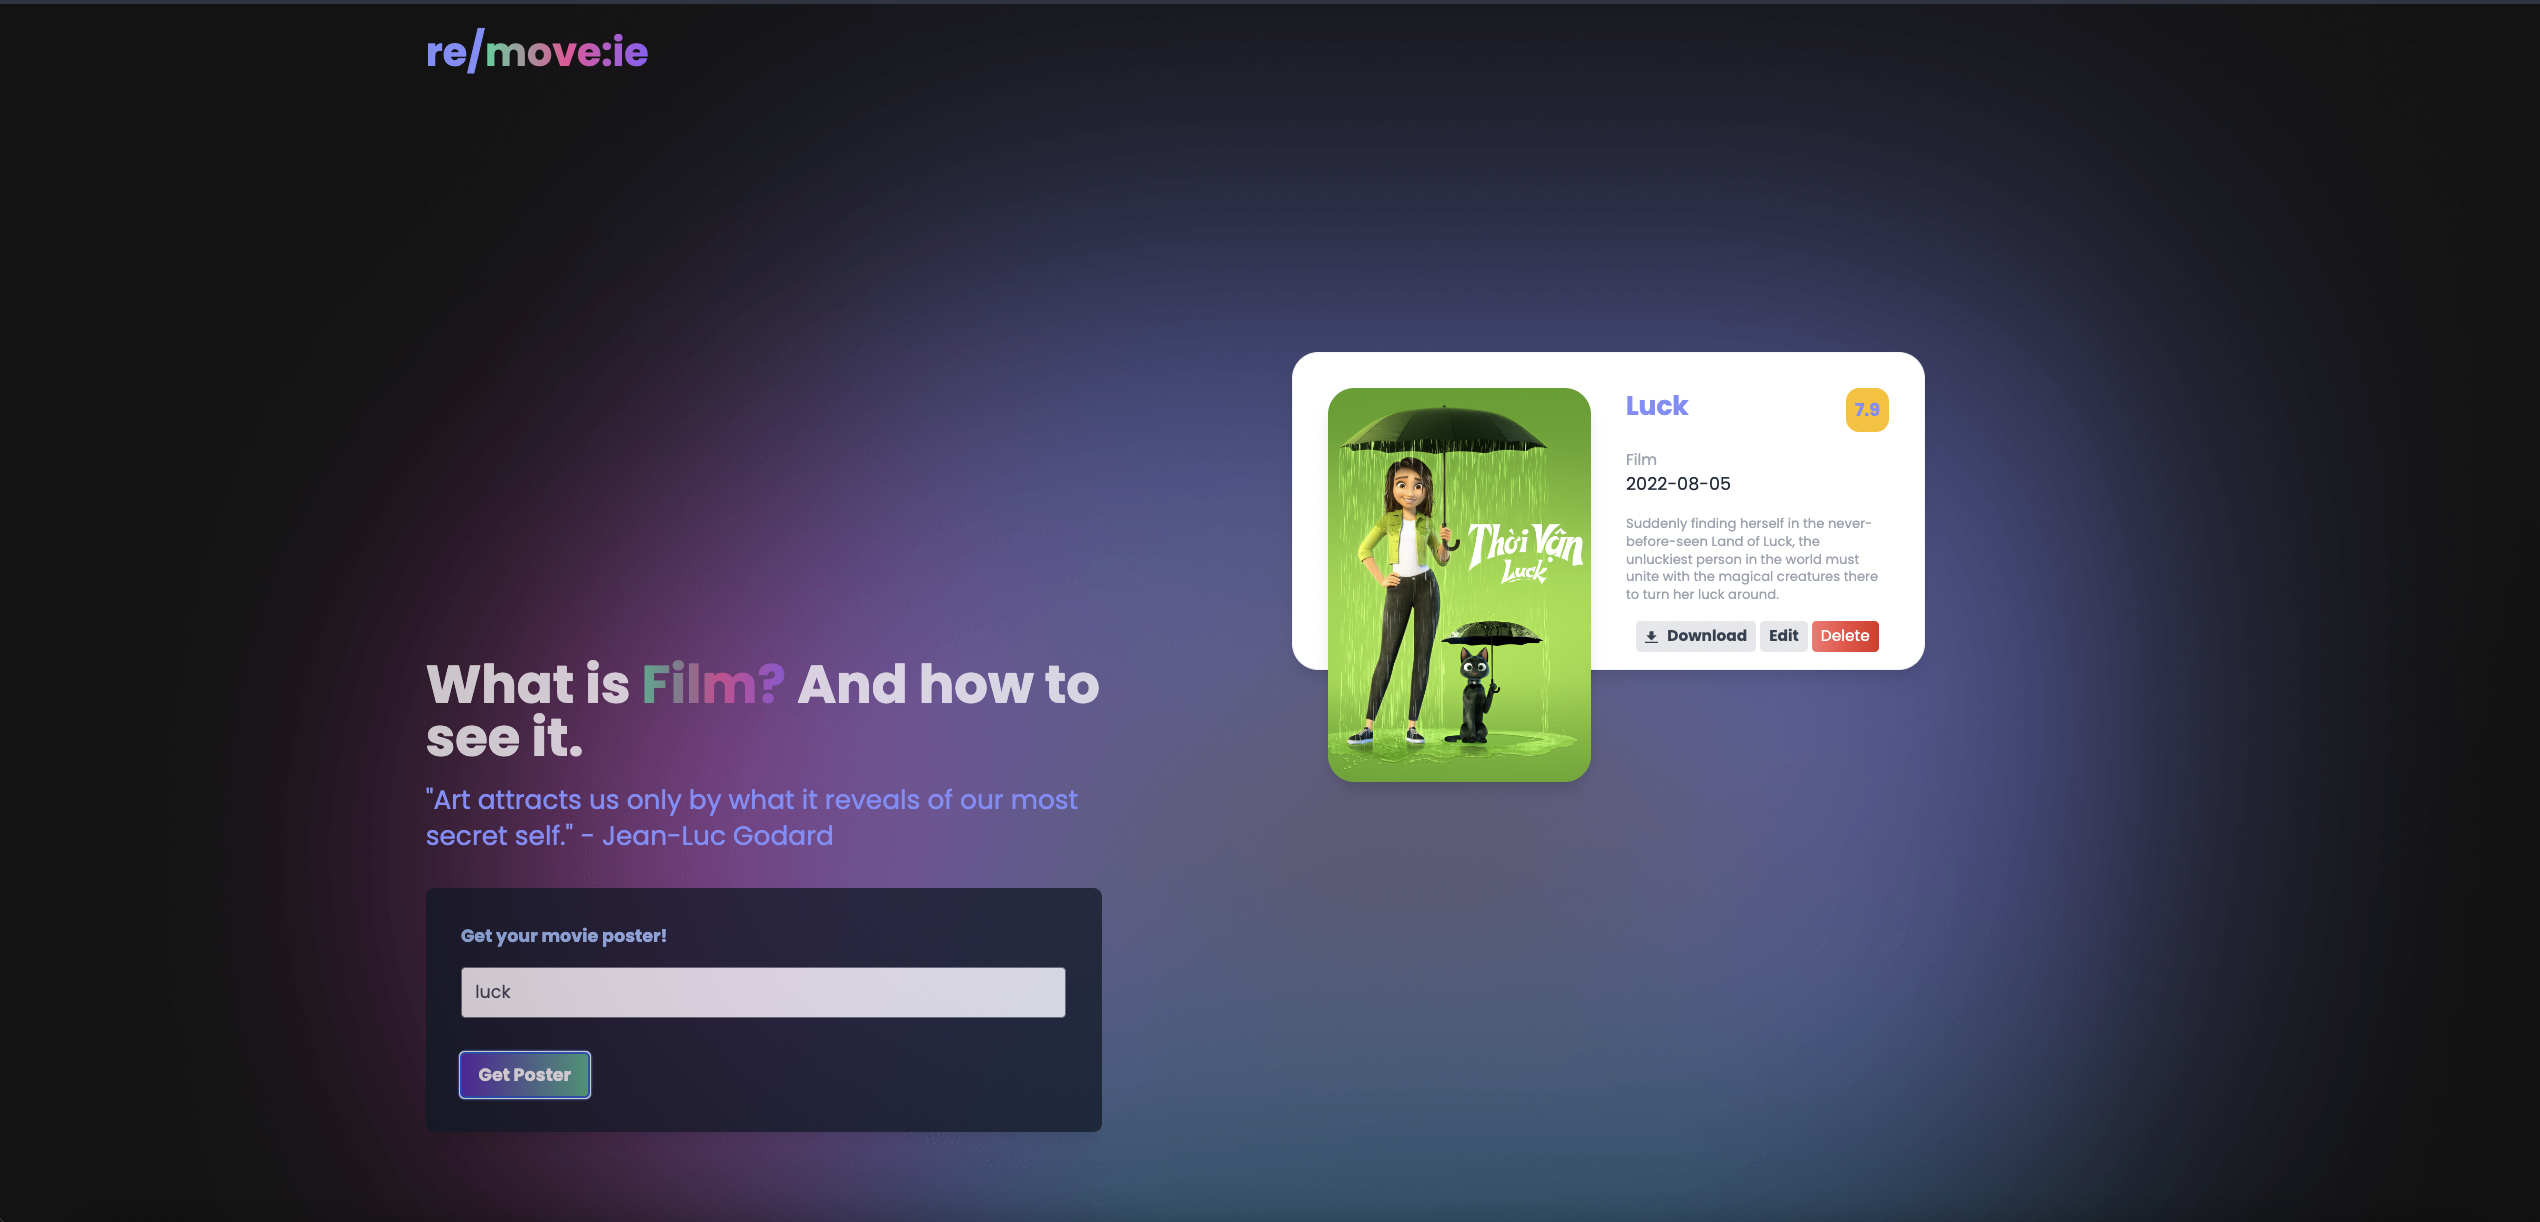 re/move:ie
What is Film? And how to
see it.
"Art attracts us only by what it reveals of our most
secret self." - Jean-Luc Godard
Get your movie poster!
luck
Get Poster
Thời Vận
Luck
Luck
7.9
Film
2022-08-05
Suddenly finding herself in the never-
before-seen Land of Luck, the
unluckiest person in the world must
unite with the magical creatures there
to turn her luck around.
Download Edit Delete